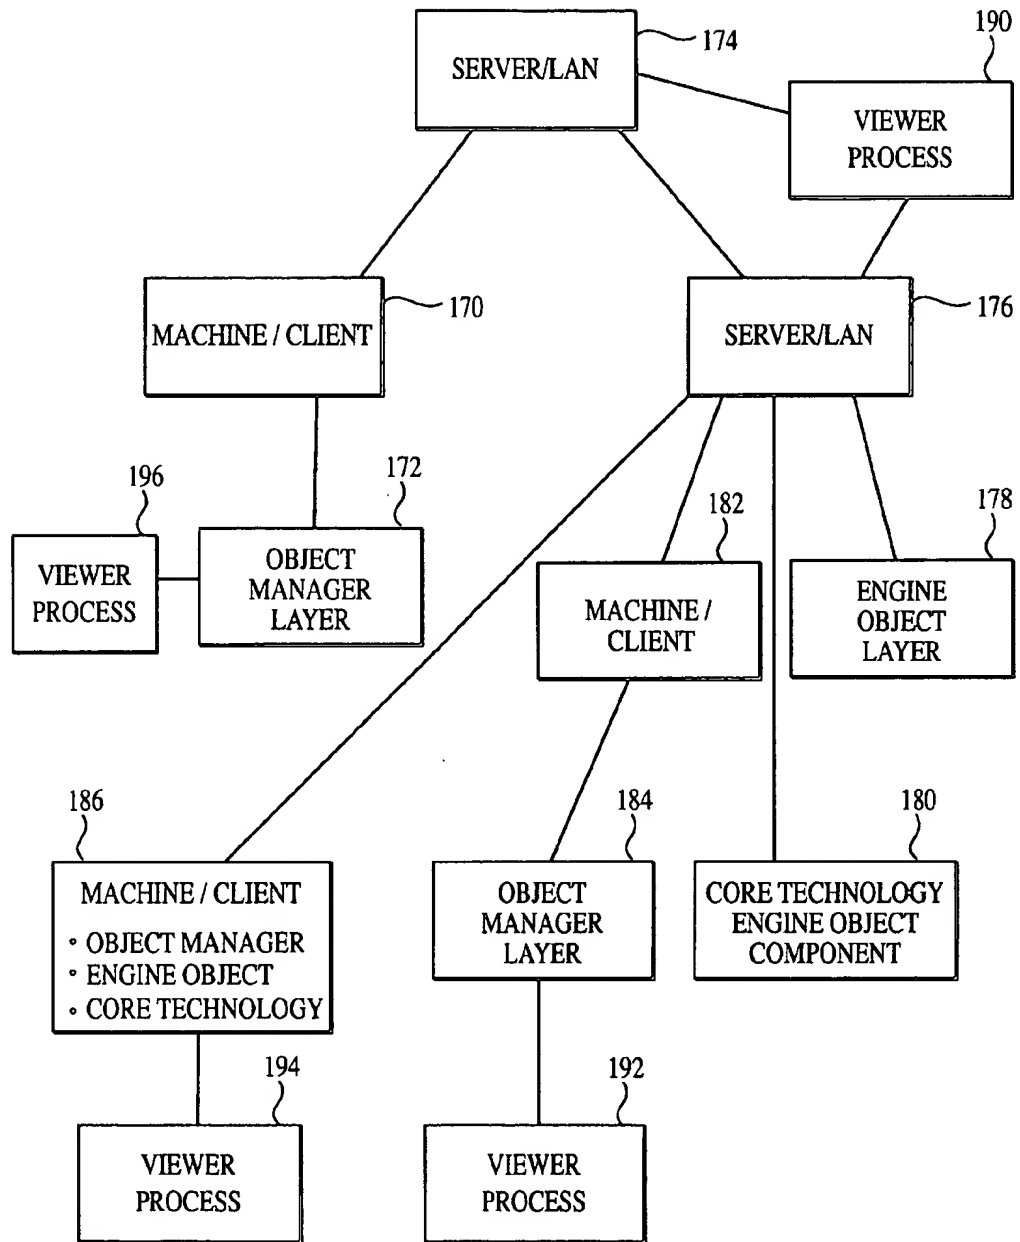 SERVER/LAN
174
190
VIEWER
PROCESS
MACHINE / CLIENT
170
SERVER/LAN
176
196
VIEWER
PROCESS
172
OBJECT
MANAGER
LAYER
182
MACHINE /
CLIENT
178
ENGINE
OBJECT
LAYER
186
MACHINE / CLIENT
• OBJECT MANAGER
• ENGINE OBJECT
• CORE TECHNOLOGY
184
OBJECT
MANAGER
LAYER
180
CORE TECHNOLOGY
ENGINE OBJECT
COMPONENT
194
VIEWER
PROCESS
192
VIEWER
PROCESS